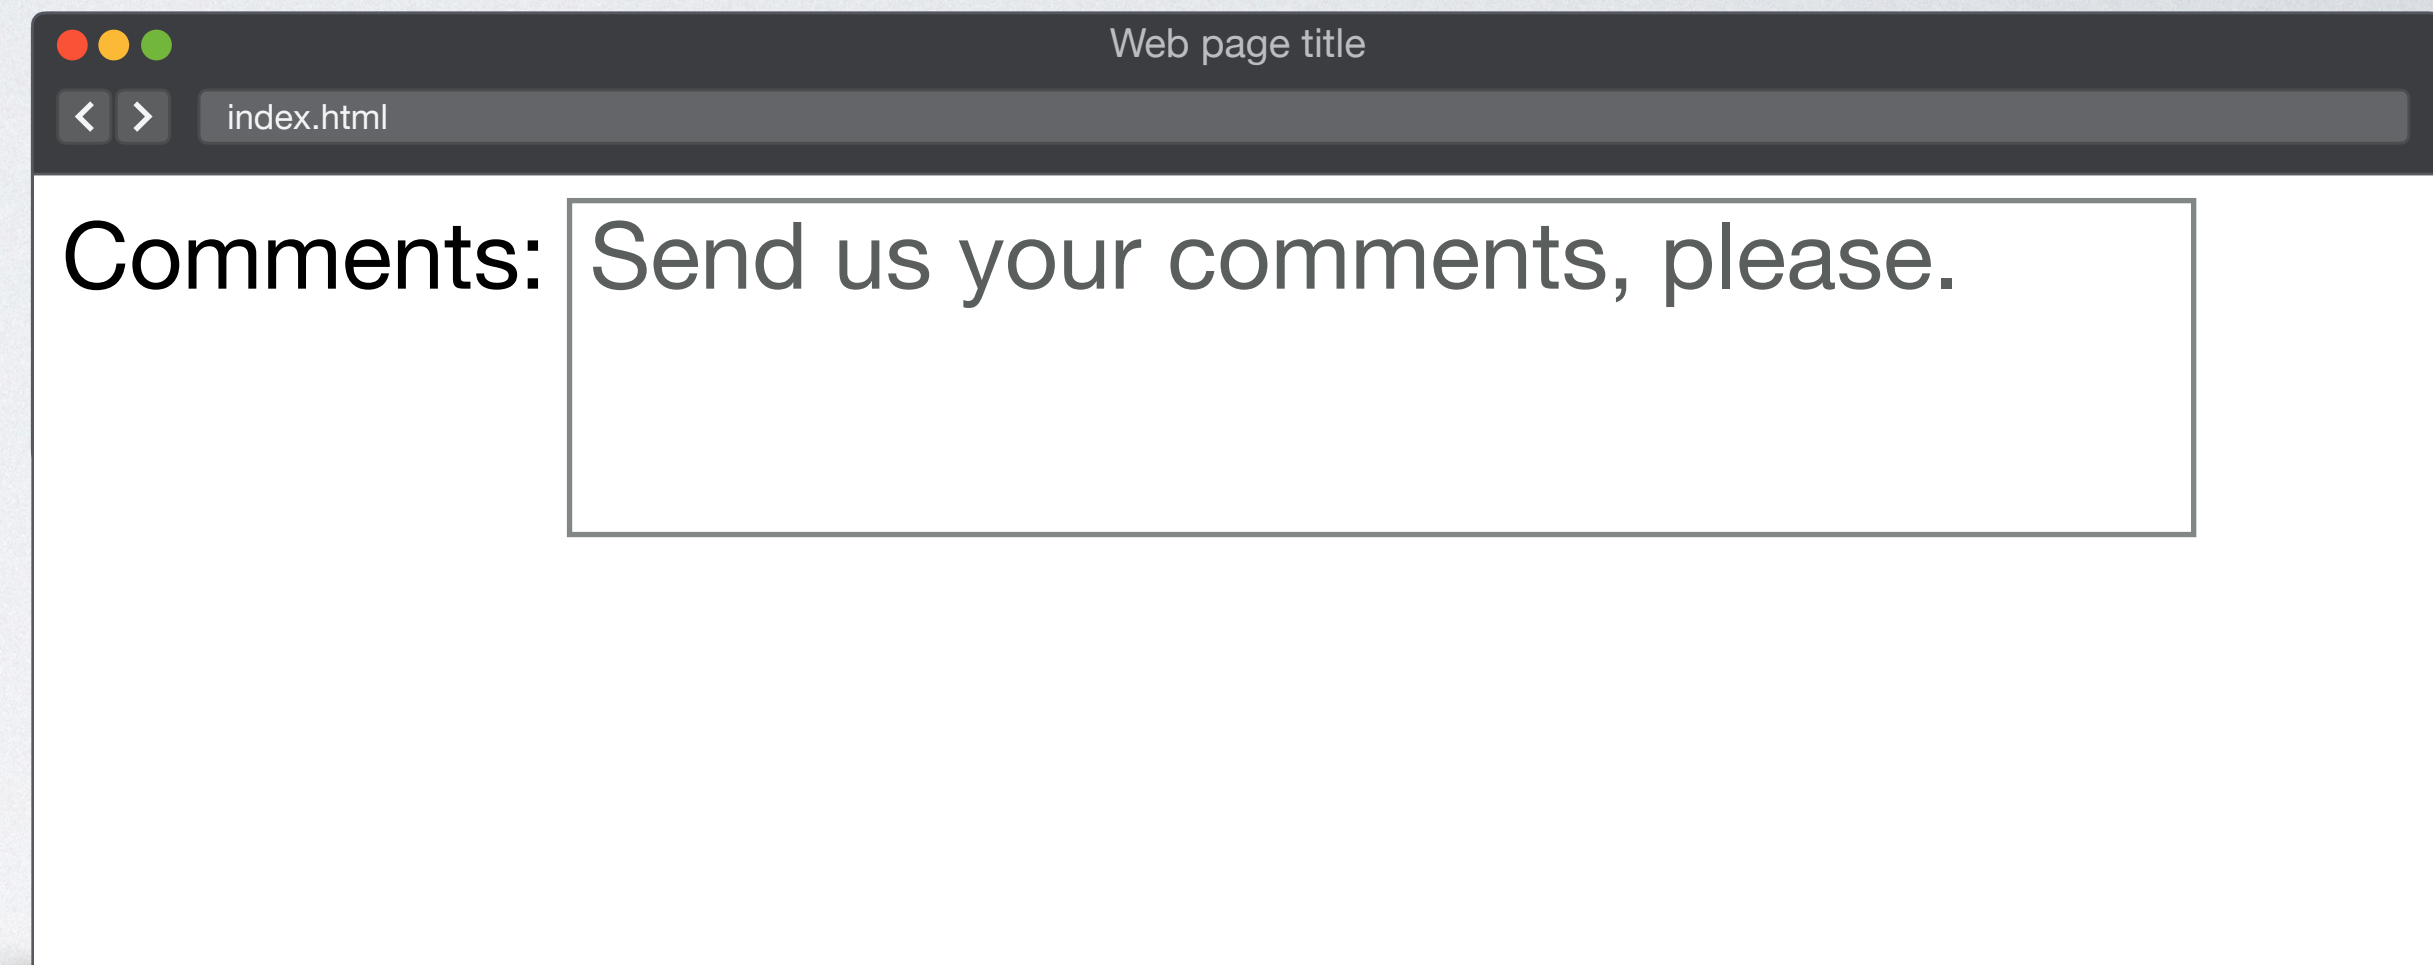 Web page title
index.html
Comments: Send us your comments, please.